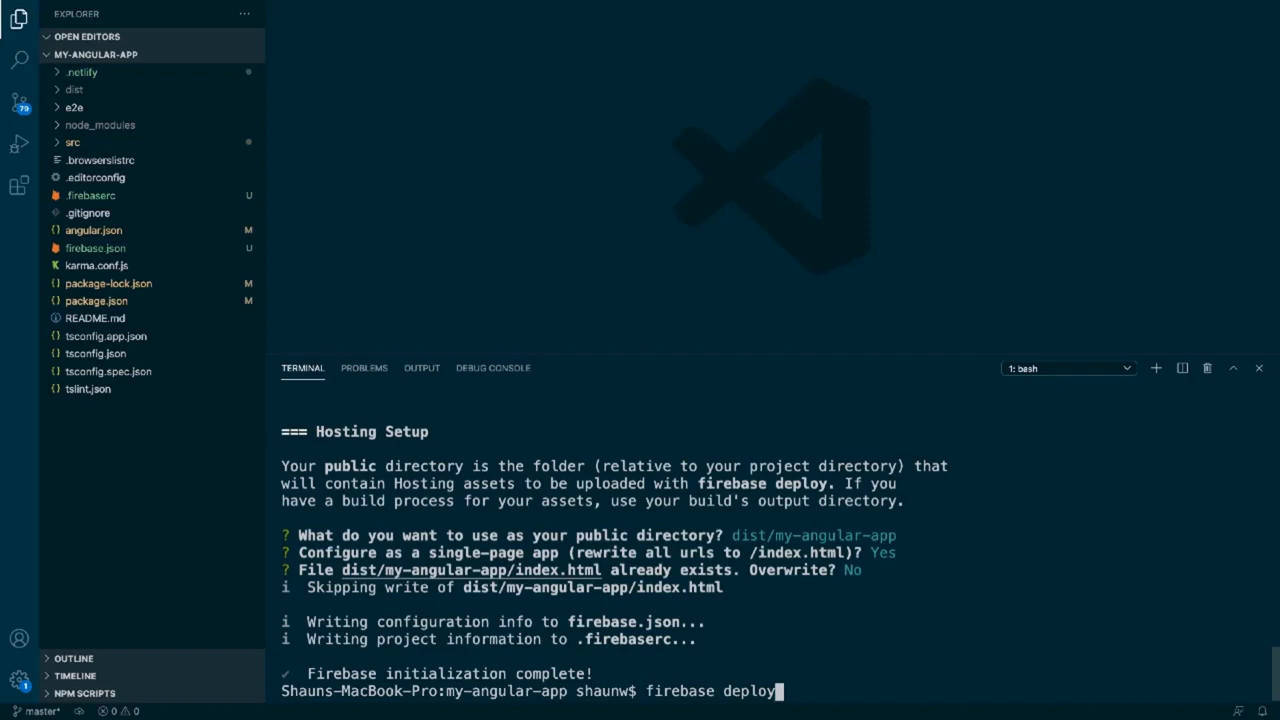 EXPLORER
OPEN EDITORS
MY-ANGULAR-APP
.netlify
dist
e2e
node_modules
src
.browserslistrc
.editorconfig
.firebaserc U
.gitignore
angular.json M
firebase.json U
karma.conf.js
package-lock.json M
package.json M
README.md
tsconfig.app.json
tsconfig.json
tsconfig.spec.json
tslint.json
OUTLINE
TIMELINE
NPM SCRIPTS
79
1
TERMINAL PROBLEMS OUTPUT DEBUG CONSOLE 1: bash
=== Hosting Setup
Your public directory is the folder (relative to your project directory) that
will contain Hosting assets to be uploaded with firebase deploy. If you
have a build process for your assets, use your build's output directory.
? What do you want to use as your public directory? dist/my-angular-app
? Configure as a single-page app (rewrite all urls to /index.html)? Yes
? File dist/my-angular-app/index.html already exists. Overwrite? No
i Skipping write of dist/my-angular-app/index.html
i Writing configuration info to firebase.json...
i Writing project information to .firebaserc...
✔ Firebase initialization complete!
Shauns-MacBook-Pro:my-angular-app shaunw$ firebase deploy
master* 0 0